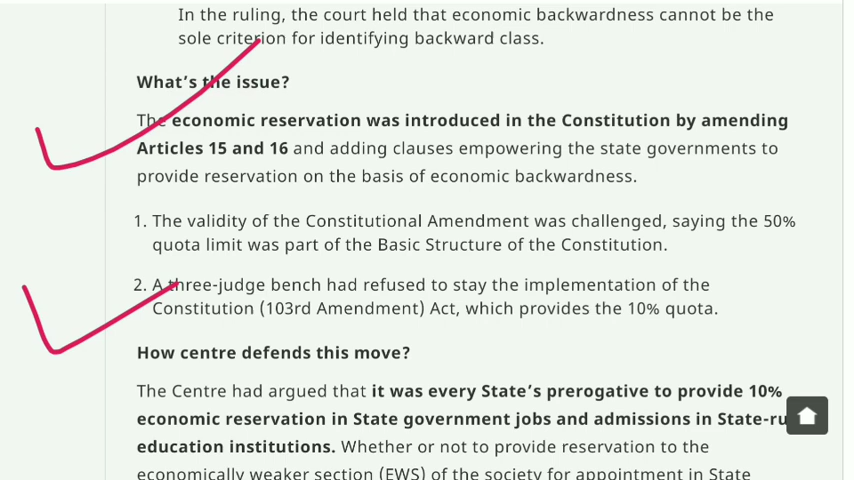 In the ruling, the court held that economic backwardness cannot be the
sole criterion for identifying backward class.
What's the issue?
The economic reservation was introduced in the Constitution by amending
Articles 15 and 16 and adding clauses empowering the state governments to
provide reservation on the basis of economic backwardness.
1. The validity of the Constitutional Amendment was challenged, saying the 50%
quota limit was part of the Basic Structure of the Constitution.
2. A three-judge bench had refused to stay the implementation of the
Constitution (103rd Amendment) Act, which provides the 10% quota.
How centre defends this move?
The Centre had argued that it was every State's prerogative to provide 10%
economic reservation in State government jobs and admissions in State-ru
education institutions. Whether or not to provide reservation to the
economically weaker section (EWS) of the society for appointment in State